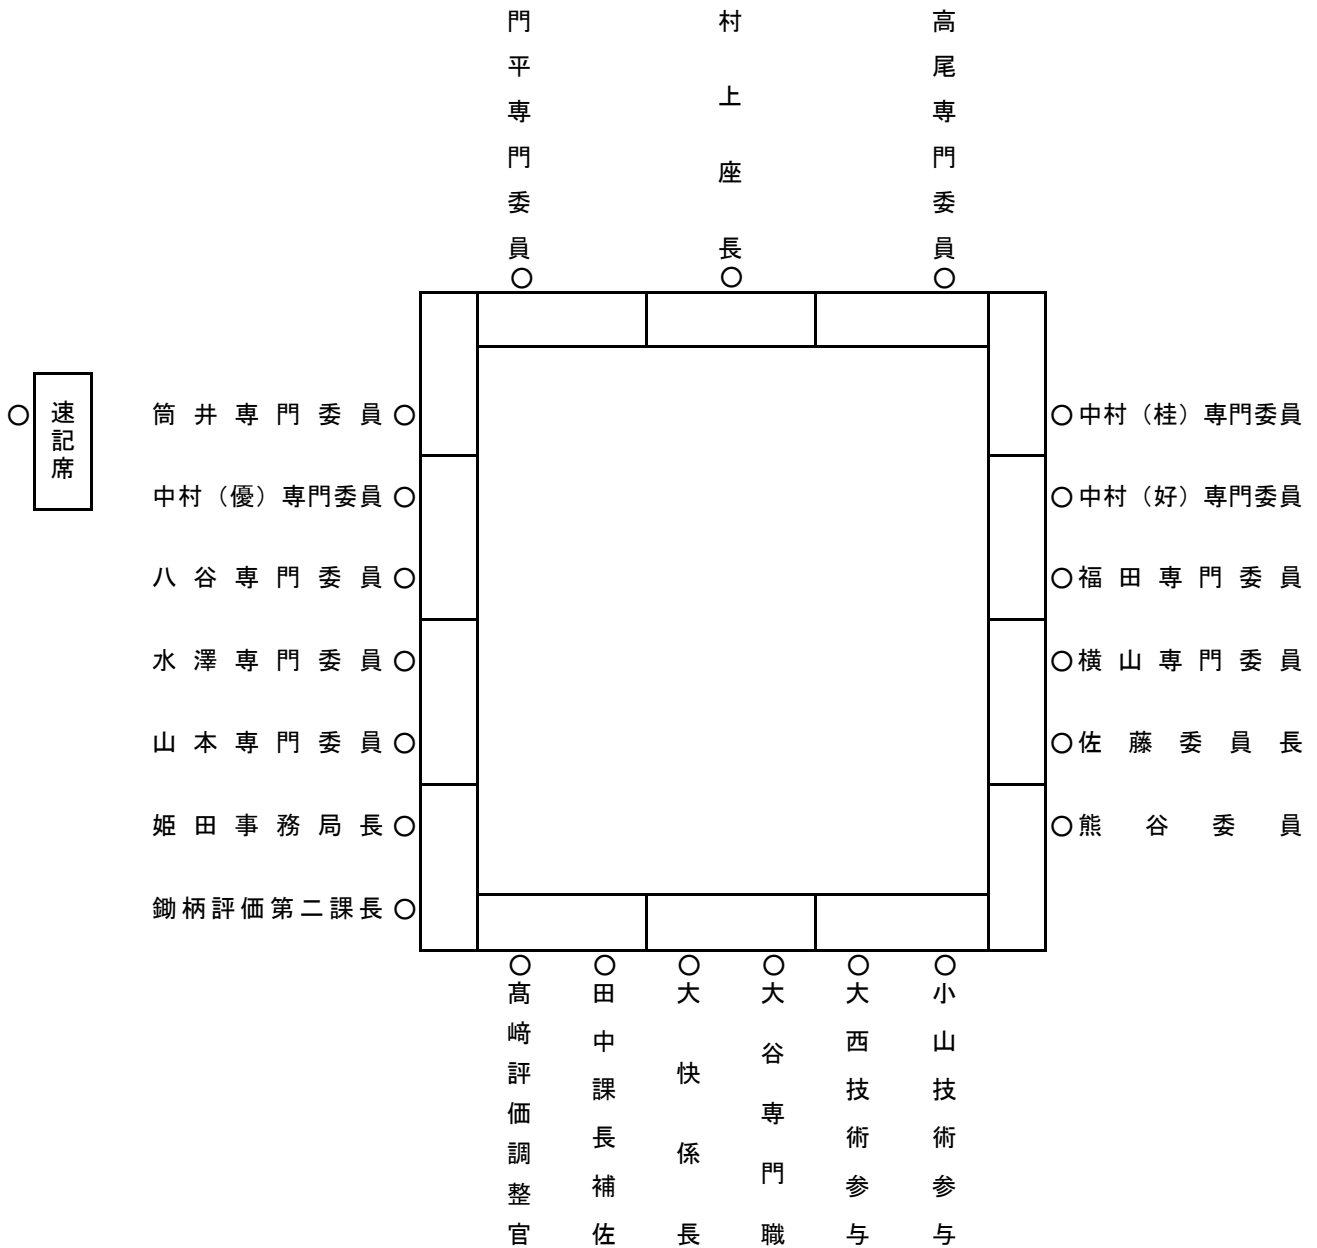 門平専門委員
村上座長
高尾専門委員
速記席
筒井専門委員
中村（優）専門委員
八谷専門委員
水澤専門委員
山本専門委員
姫田事務局長
鋤柄評価第二課長
中村（桂）専門委員
中村（好）専門委員
福田専門委員
横山専門委員
佐藤委員長
熊谷委員
髙﨑評価調整官
田中課長補佐
大快係長
大谷専門職
大西技術参与
小山技術参与